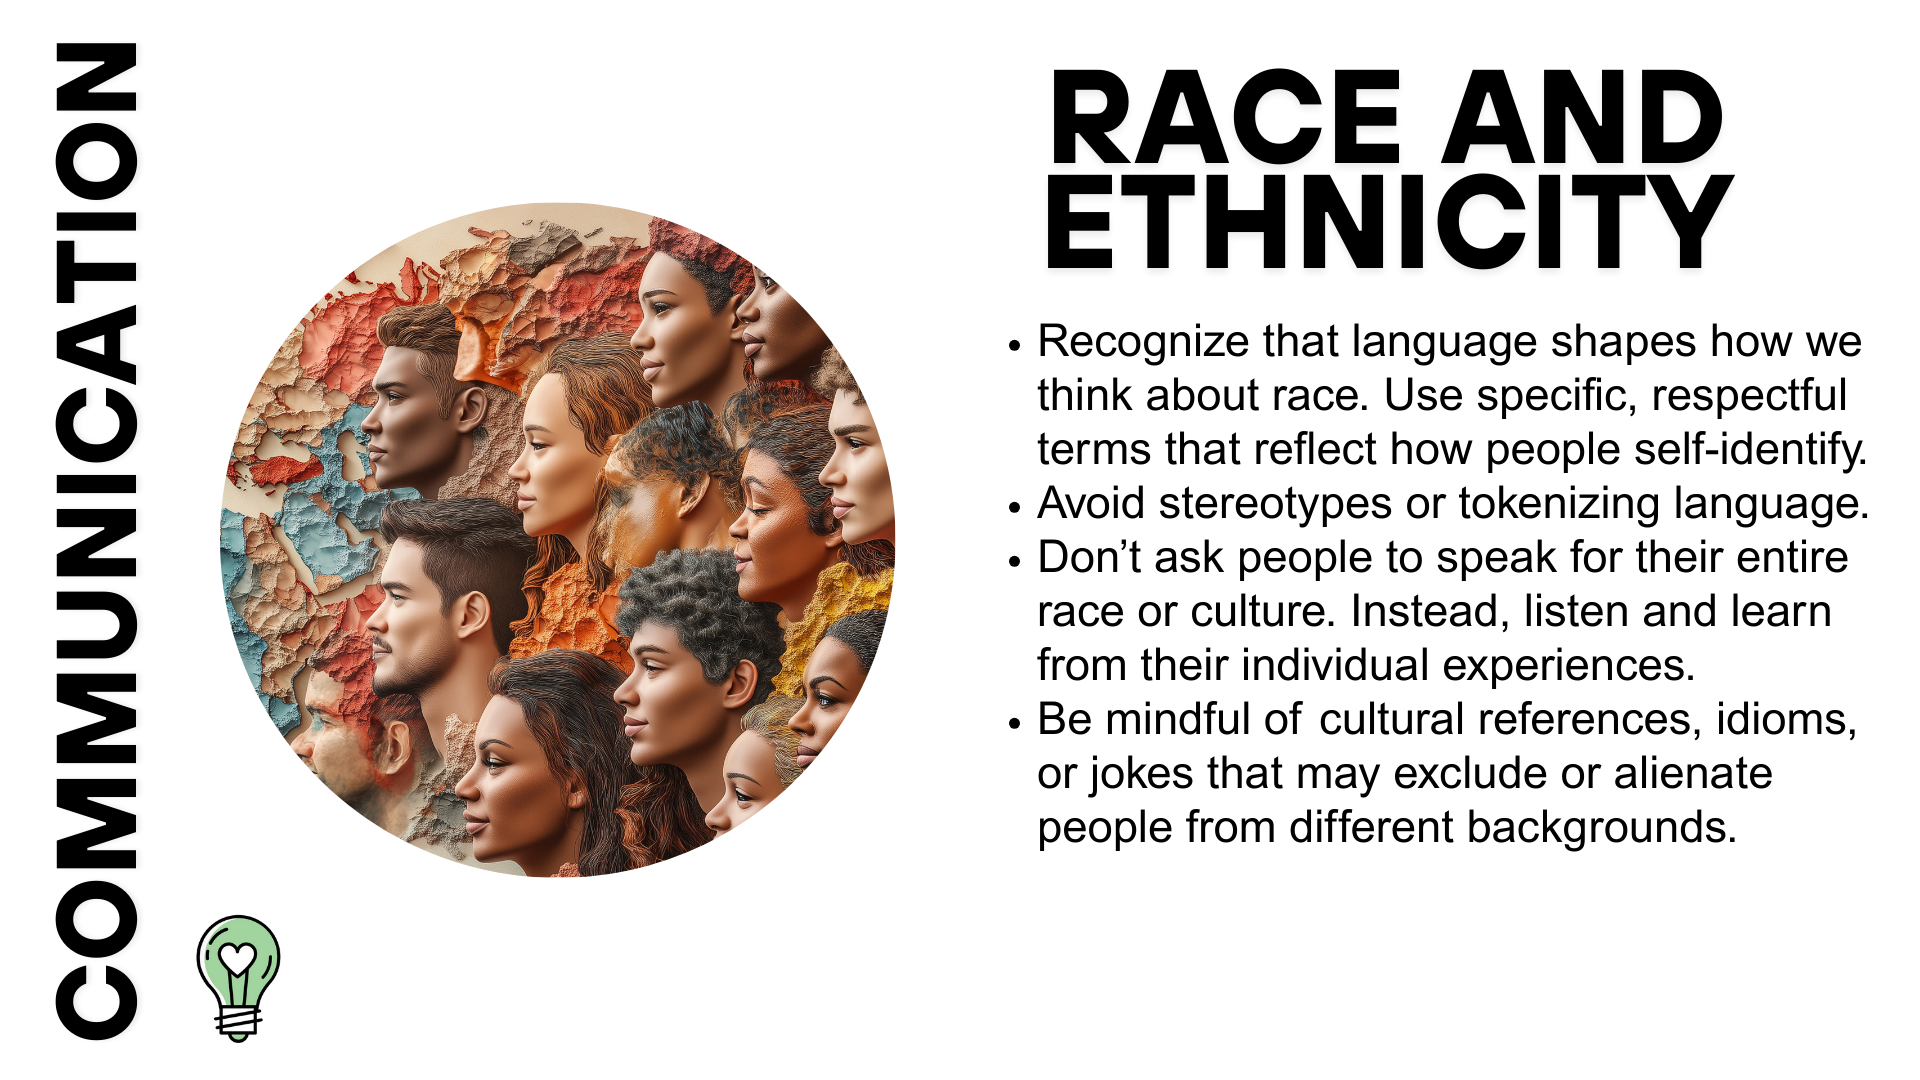 COMMUNICATION
RACE AND
ETHNICITY
• Recognize that language shapes how we
think about race. Use specific, respectful
terms that reflect how people self-identify.
• Avoid stereotypes or tokenizing language.
• Don’t ask people to speak for their entire
race or culture. Instead, listen and learn
from their individual experiences.
• Be mindful of cultural references, idioms,
or jokes that may exclude or alienate
people from different backgrounds.